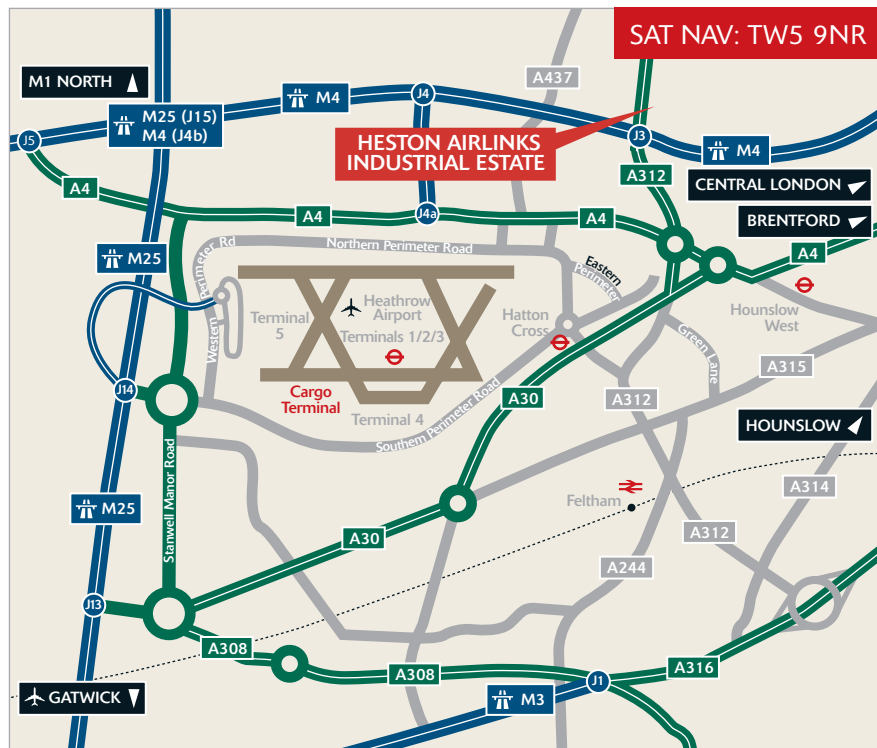 SAT NAV: TW5 9NR
A437
M1 NORTH
M4
J4
M25 (J15)
M4 (J4b)
J5
HESTON AIRLINKS
INDUSTRIAL ESTATE
J3
M4
A312
A4
CENTRAL LONDON
BRENTFORD
J4a
A4
A4
A4
Northern Perimeter Road
Western Perimeter Rd
M25
Eastern
Perimeter
Terminal
5
Heathrow
Airport
Terminals 1/2/3
Hatton
Cross
Hounslow
West
Green Lane
A315
J14
Cargo
Terminal
A30
A312
Terminal 4
Southern Perimeter Road
HOUNSLOW
Stanwell Manor Road
M25
Feltham
A314
A30
A312
A244
J13
A308
A308
A316
J1
GATWICK
M3